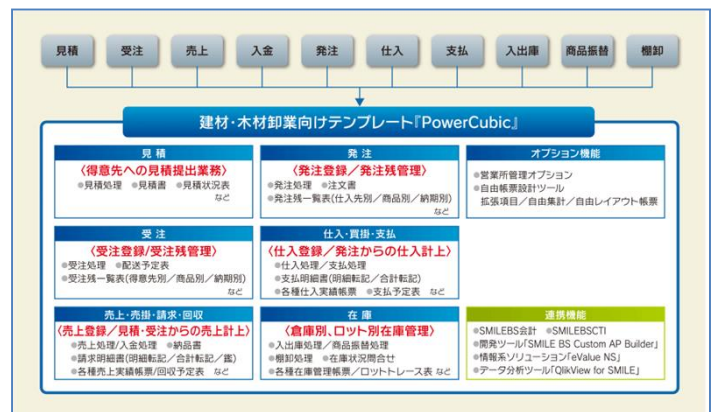 見積 受注 売上 入金 発注 仕入 支払 入出庫 商品振替 棚卸
建材・木材卸業向けテンプレート『PowerCubic』
見積
〈得意先への見積提出業務〉
●見積処理 ●見積書 ●見積状況表
など
発注
〈発注登録／発注残管理〉
●発注処理 ●注文書
●発注残一覧表(仕入先別／商品別／納期別)
など
オプション機能
●営業所管理オプション
●自由帳票設計ツール
拡張項目／自由集計／自由レイアウト帳票
受注
〈受注登録/受注残管理〉
●受注処理 ●配送予定表
●受注残一覧表(得意先別／商品別／納期別)
など
仕入・買掛・支払
〈仕入登録／発注からの仕入計上〉
●仕入処理／支払処理
●支払明細書(明細転記／合計転記)
●各種仕入実績帳票 ●支払予定表 など
売上・売掛・請求・回収
〈売上登録／見積・受注からの売上計上〉
●売上処理/入金処理 ●納品書
●請求明細書(明細転記／合計転記／鑑)
●各種売上実績帳票/回収予定表 など
在庫
〈倉庫別、ロット別在庫管理〉
●入出庫処理／商品振替処理
●棚卸処理 ●在庫状況問合せ
●各種在庫管理帳票／ロットトレース表 など
連携機能
●SMILEBS会計 ●SMILEBSCTI
●開発ツール「SMILE BS Custom AP Builder」
●情報系ソリューション「eValue NS」
●データ分析ツール「QlikView for SMILE」